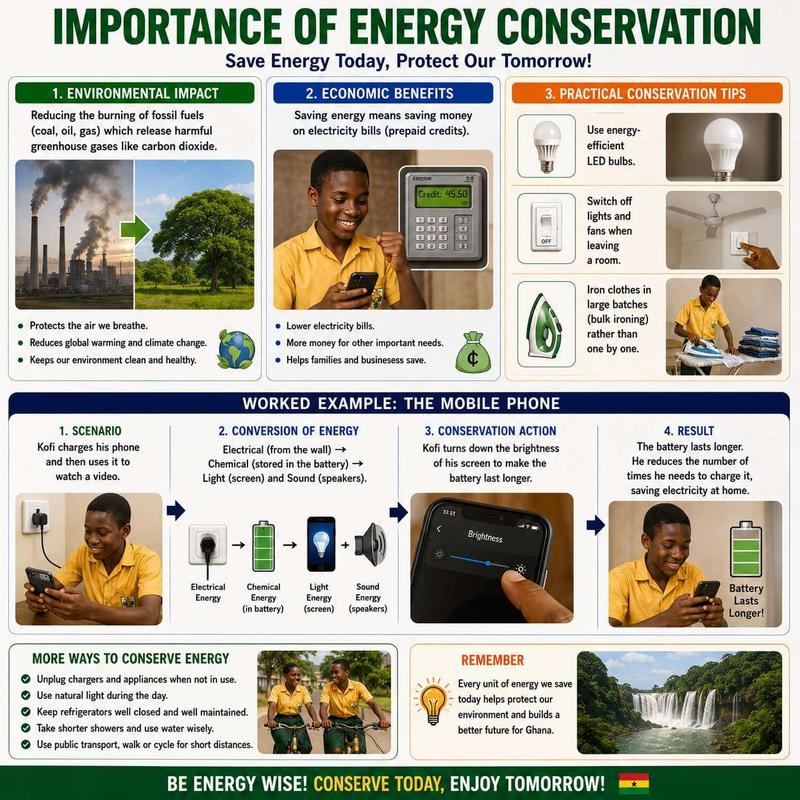 IMPORTANCE OF ENERGY CONSERVATION
Save Energy Today, Protect Our Tomorrow!
1. ENVIRONMENTAL IMPACT
Reducing the burning of fossil fuels
(coal, oil, gas) which release harmful
greenhouse gases like carbon dioxide.
• Protects the air we breathe.
• Reduces global warming and climate change.
• Keeps our environment clean and healthy.
2. ECONOMIC BENEFITS
Saving energy means saving money
on electricity bills (prepaid credits).
Credit: 45.50
• Lower electricity bills.
• More money for other important needs.
• Helps families and businesses save.
₵
3. PRACTICAL CONSERVATION TIPS
Use energy-
efficient
LED bulbs.
OFF
Switch off
lights and
fans when
leaving
a room.
Iron clothes in
large batches
(bulk ironing)
rather than
one by one.
WORKED EXAMPLE: THE MOBILE PHONE
1. SCENARIO
Kofi charges his phone
and then uses it to
watch a video.
2. CONVERSION OF ENERGY
Electrical (from the wall) →
Chemical (stored in the battery) →
Light (screen) and Sound (speakers).
Electrical
Energy
Chemical
Energy
(in battery)
Light
Energy
(screen)
+
Sound
Energy
(speakers)
3. CONSERVATION ACTION
Kofi turns down the brightness
of his screen to make the
battery last longer.
Brightness
4. RESULT
The battery lasts longer.
He reduces the number of
times he needs to charge it,
saving electricity at home.
Battery
Lasts
Longer!
MORE WAYS TO CONSERVE ENERGY
Unplug chargers and appliances when not in use.
Use natural light during the day.
Keep refrigerators well closed and well maintained.
Take shorter showers and use water wisely.
Use public transport, walk or cycle for short distances.
REMEMBER
Every unit of energy we save
today helps protect our
environment and builds a
better future for Ghana.
BE ENERGY WISE! CONSERVE TODAY, ENJOY TOMORROW!